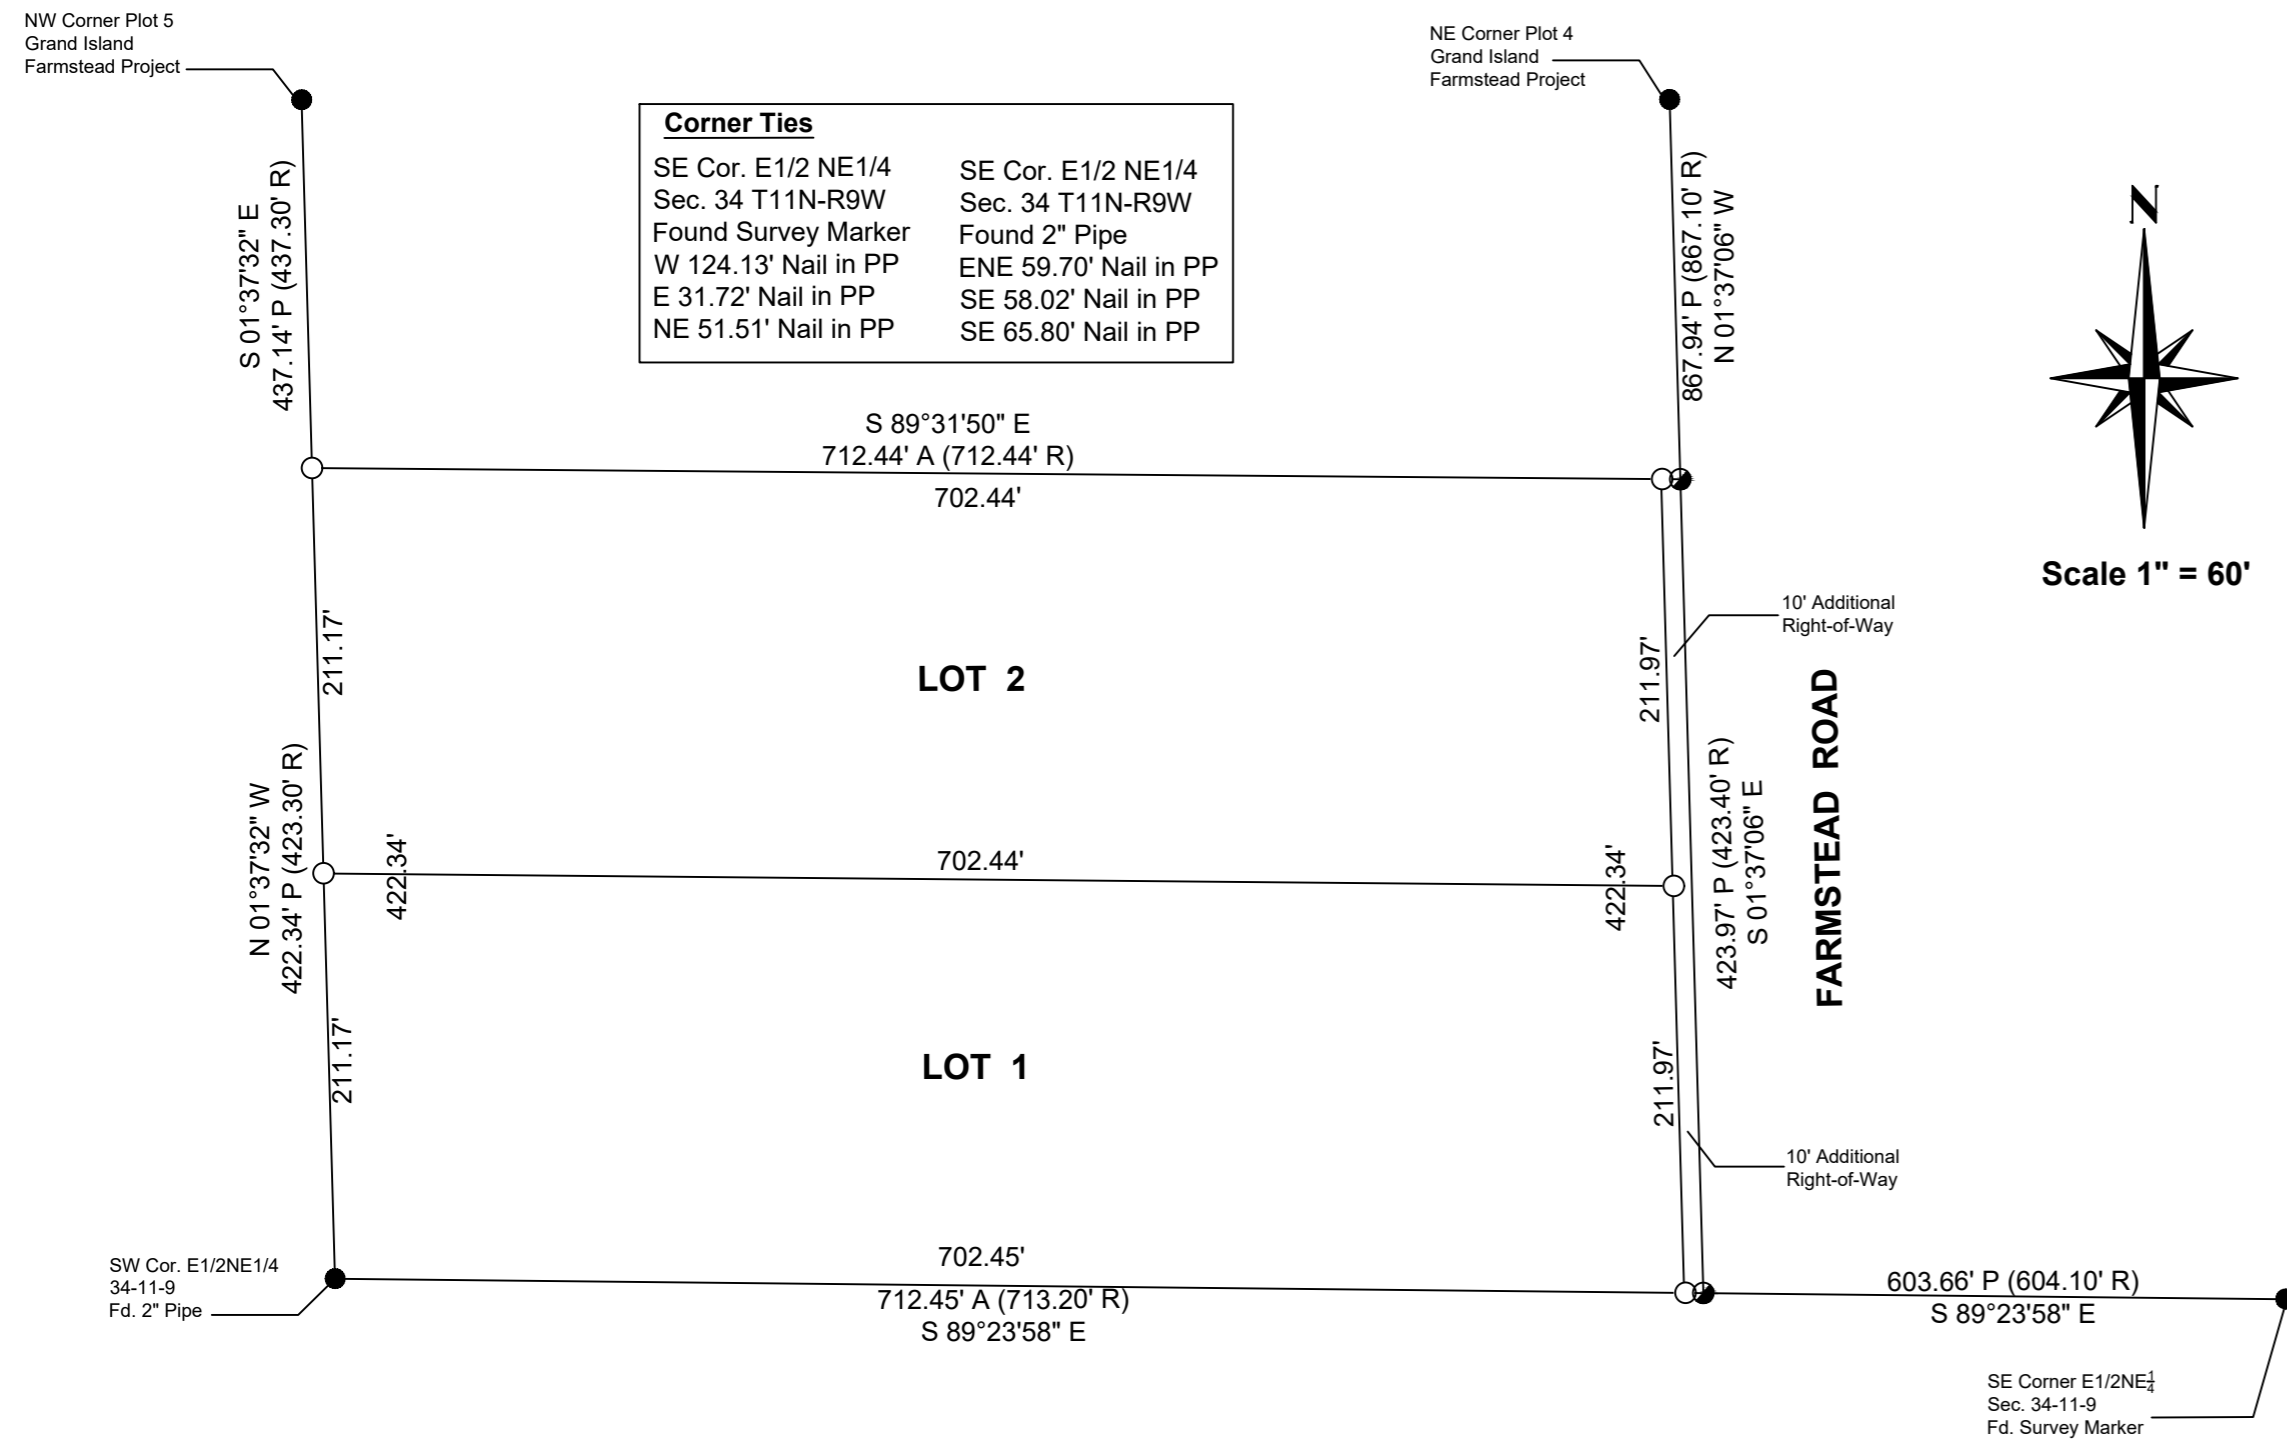 NW Corner Plot 5
Grand Island
Farmstead Project
NE Corner Plot 4
Grand Island
Farmstead Project
Corner Ties
SE Cor. E1/2 NE1/4
Sec. 34 T11N-R9W
Found Survey Marker
W 124.13' Nail in PP
E 31.72' Nail in PP
NE 51.51' Nail in PP
SE Cor. E1/2 NE1/4
Sec. 34 T11N-R9W
Found 2" Pipe
ENE 59.70' Nail in PP
SE 58.02' Nail in PP
SE 65.80' Nail in PP
S 01°37'32" E
437.14' P (437.30' R)
867.94' P (867.10' R)
N 01°37'06" W
N
Scale 1" = 60'
S 89°31'50" E
712.44' A (712.44' R)
702.44'
10' Additional
Right-of-Way
211.17'
LOT 2
211.97'
FARMSTEAD ROAD
N 01°37'32" W
422.34' P (423.30' R)
422.34'
702.44'
422.34'
423.97' P (423.40' R)
S 01°37'06" E
211.17'
LOT 1
211.97'
10' Additional
Right-of-Way
SW Cor. E1/2NE1/4
34-11-9
Fd. 2" Pipe
702.45'
712.45' A (713.20' R)
S 89°23'58" E
603.66' P (604.10' R)
S 89°23'58" E
SE Corner E1/2NE¼
Sec. 34-11-9
Fd. Survey Marker